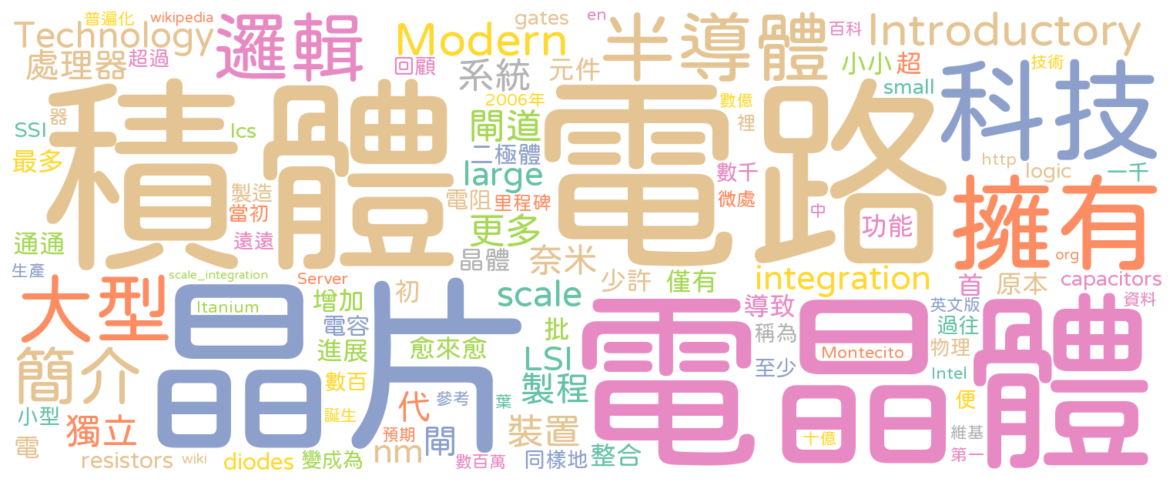 普遍化 wikipedia gates en
Technology 邏輯 Modern 半導體 百科 Introductory
處理器 超過 回顧 系統 元件 小小 超 技術
2006年 數億 small 科技
積體電路
器 SSI lcs 閘道 裡 http logic 一千
最多 二極體 large 數千
製造 電阻 里程碑 微處 擁有
當初 更多 中 功能
通通 遠遠 晶體 奈米 org
生產 scale_integration Server 少許 僅有 integration 首 原本 capacitors
大型 Itanium 增加 初 scale 導致 英文版 資料
晶片 電晶體
電容 批 稱為 過往
簡介 進展 愈來愈 LSI Montecito 物理
數百 製程 至少 Intel
小型 誕生 代 參考 葉 便
獨立 預期 閘 裝置 十億 維基
電 nm 整合 第一
resistors wiki diodes 變成為 數百萬 同樣地